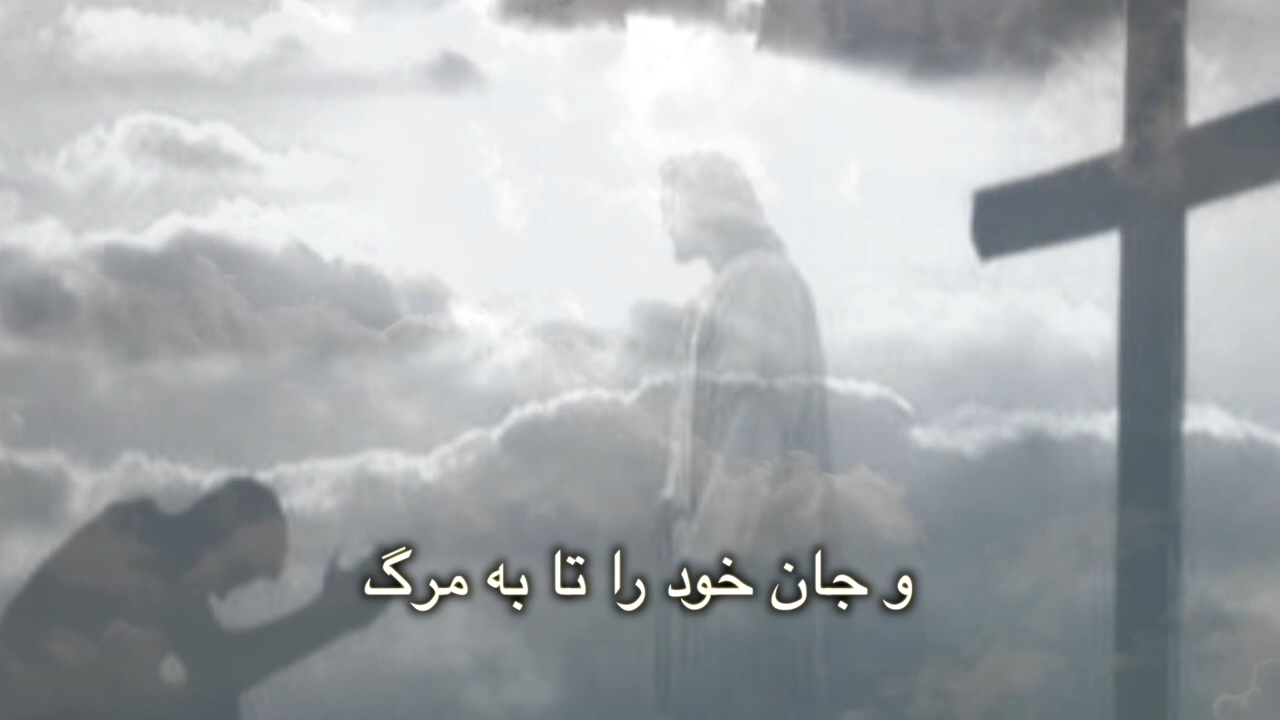 و جان خود را تا به مرگ